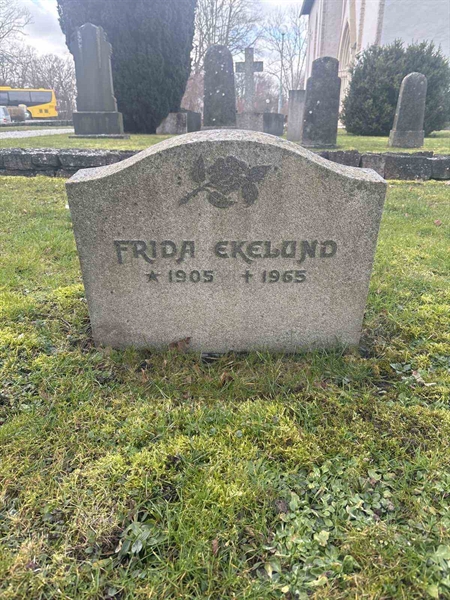 FRIDA EKELUND
★ 1905 ✝ 1965